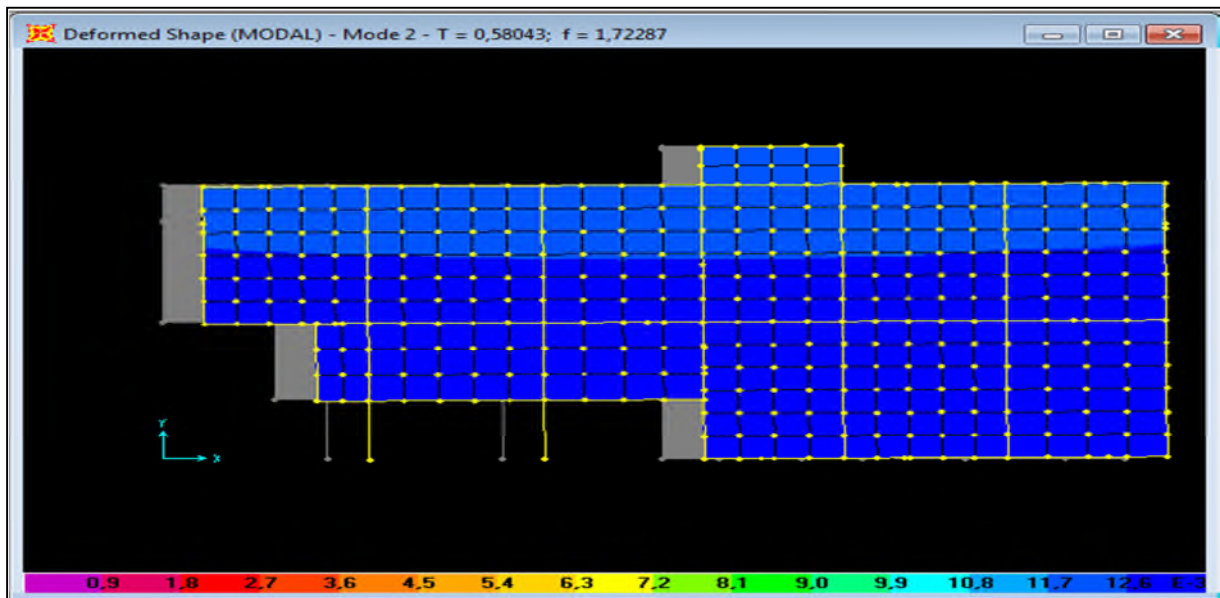 Deformed Shape (MODAL) - Mode 2 - T = 0,58043; f = 1,72287
Y
X
0,9 1,8 2,7 3,6 4,5 5,4 6,3 7,2 8,1 9,0 9,9 10,8 11,7 12,6 E-3